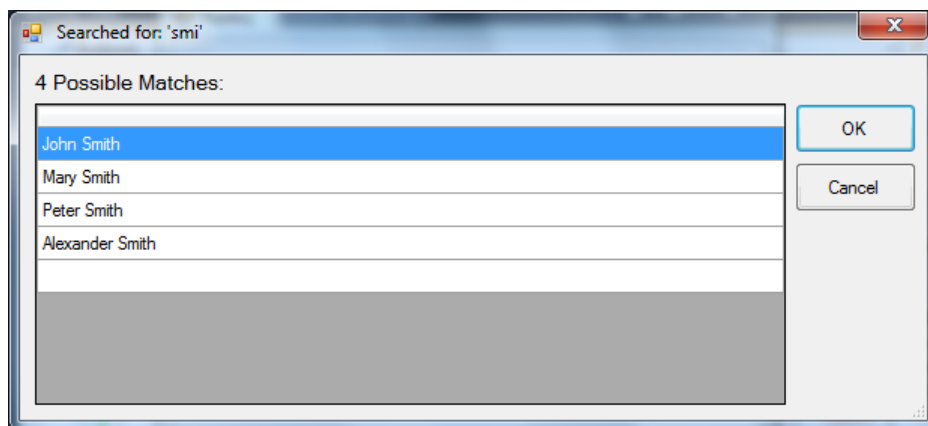 Searched for: 'smi'
4 Possible Matches:
John Smith
Mary Smith
Peter Smith
Alexander Smith
OK
Cancel